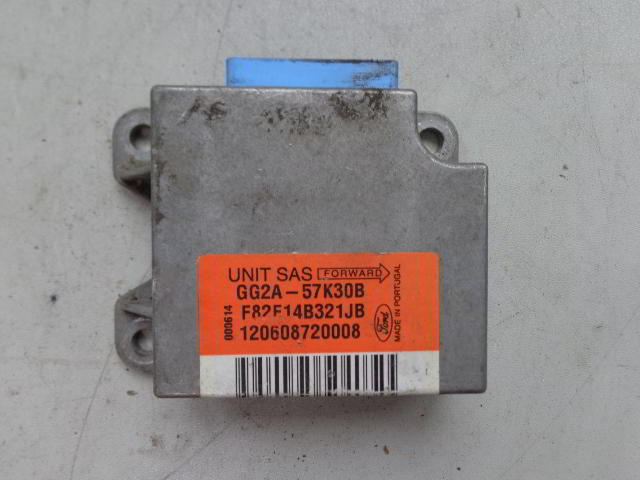 UNIT SAS FORWARD
GG2A-57K30B
F82F14B321JB
120608720008
000614
Ford
MADE IN PORTUGAL